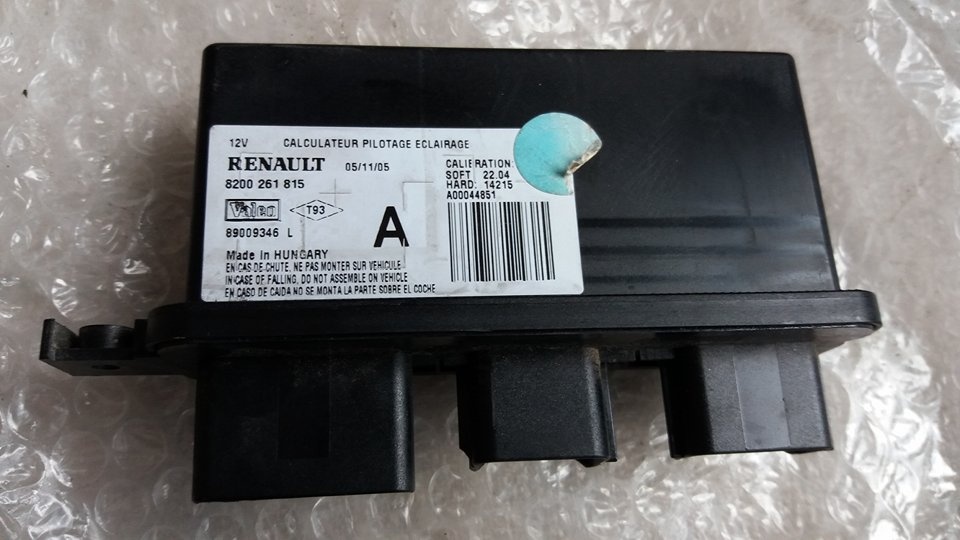 12V CALCULATEUR PILOTAGE ECLAIRAGE
RENAULT 05/11/05
8200 261 815
Valeo T93
89009346 L
A
CALIBRATION:
SOFT 22.04
HARD: 14215
A00044851
Made in HUNGARY
EN CAS DE CHUTE, NE PAS MONTER SUR VEHICULE
IN CASE OF FALLING, DO NOT ASSEMBLE ON VEHICLE
EN CASO DE CAIDA NO SE MONTA LA PARTE SOBRE EL COCHE